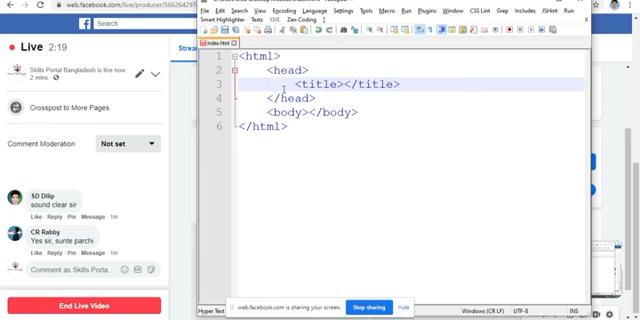 web.facebook.com/live/producer/566264297
Search
Live 2:19
Skills Portal Bangladesh is live now
2 mins
Crosspost to More Pages
Comment Moderation Not set
SD Dilip
sound clear sir
Like · Reply · Pin · Message · 1m
CR Rabby
Yes sir, sunte parchi
Like · Reply · Pin · Message · 1m
Comment as Skills Porta...
End Live Video
File Edit Search View Encoding Language Settings Tools Macro Run Plugins Window CSS Lint Grep Includes JSHint Run
Smart Highlighter Tests XML Zen Coding
index.html
1 <html>
2 <head>
3 <title></title>
4 </head>
5 <body></body>
6 </html>
web.facebook.com is sharing your screen.
Stop sharing
Hide
Hyper Text
Windows (CR LF) UTF-8 INS